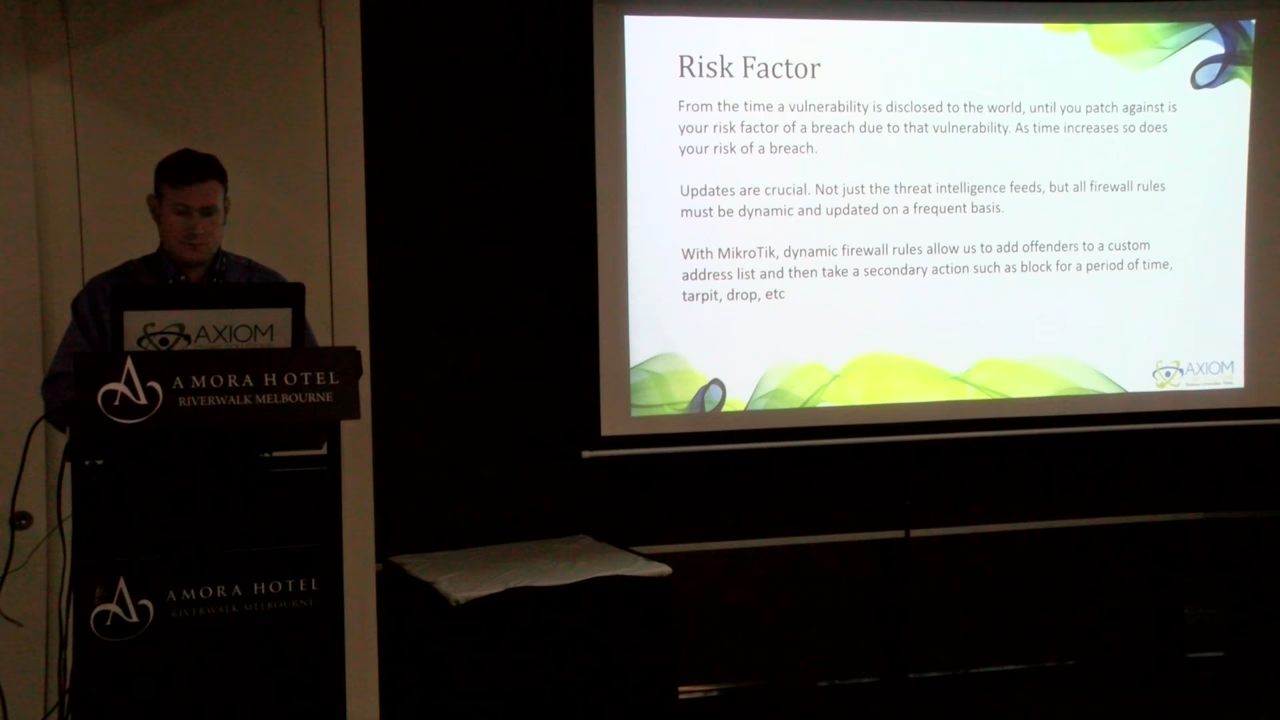 Risk Factor
From the time a vulnerability is disclosed to the world, until you patch against is
your risk factor of a breach due to that vulnerability. As time increases so does
your risk of a breach.
Updates are crucial. Not just the threat intelligence feeds, but all firewall rules
must be dynamic and updated on a frequent basis.
With MikroTik, dynamic firewall rules allow us to add offenders to a custom
address list and then take a secondary action such as block for a period of time,
tarpit, drop, etc
AXIOM
AXIOM
A
AMORA HOTEL
RIVERWALK MELBOURNE
A
AMORA HOTEL
RIVERWALK MELBOURNE